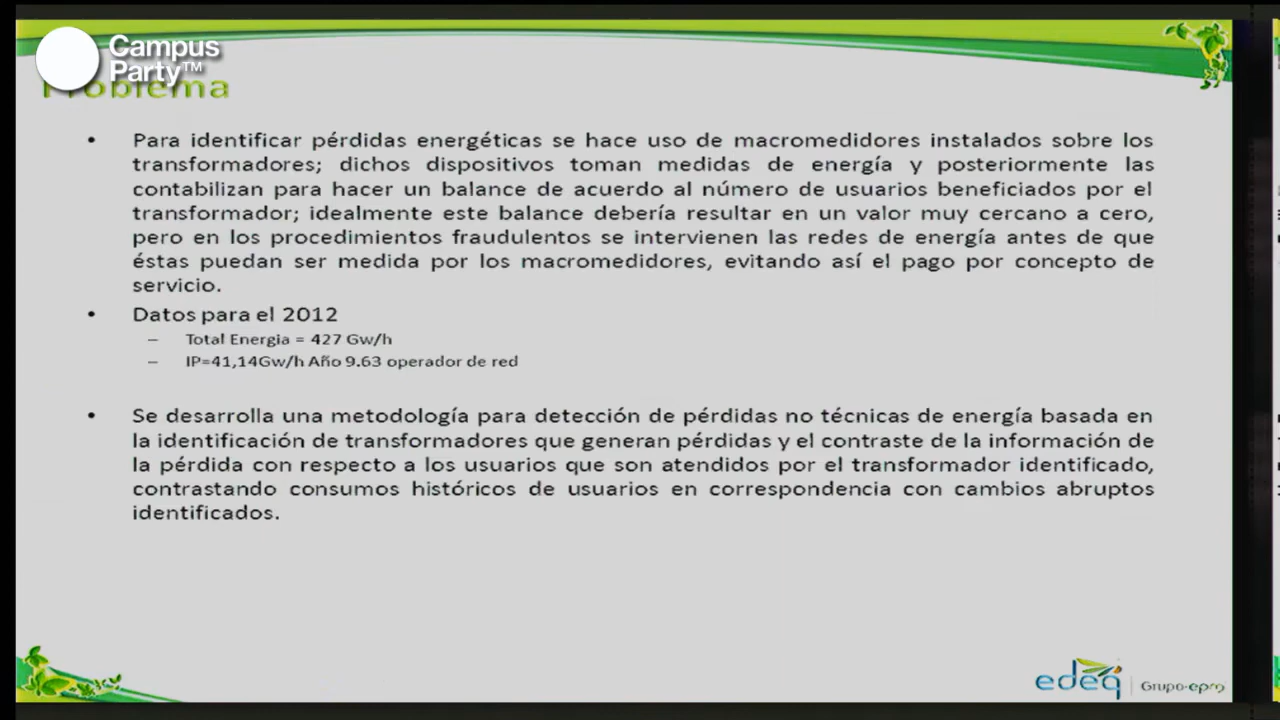 Campus
Party™
Problema
• Para identificar pérdidas energéticas se hace uso de macromedidores instalados sobre los
transformadores; dichos dispositivos toman medidas de energía y posteriormente las
contabilizan para hacer un balance de acuerdo al número de usuarios beneficiados por el
transformador; idealmente este balance debería resultar en un valor muy cercano a cero,
pero en los procedimientos fraudulentos se intervienen las redes de energía antes de que
éstas puedan ser medida por los macromedidores, evitando así el pago por concepto de
servicio.
• Datos para el 2012
– Total Energia = 427 Gw/h
– IP=41,14Gw/h Año 9.63 operador de red
• Se desarrolla una metodología para detección de pérdidas no técnicas de energía basada en
la identificación de transformadores que generan pérdidas y el contraste de la información de
la pérdida con respecto a los usuarios que son atendidos por el transformador identificado,
contrastando consumos históricos de usuarios en correspondencia con cambios abruptos
identificados.
edeq | Grupo-epm